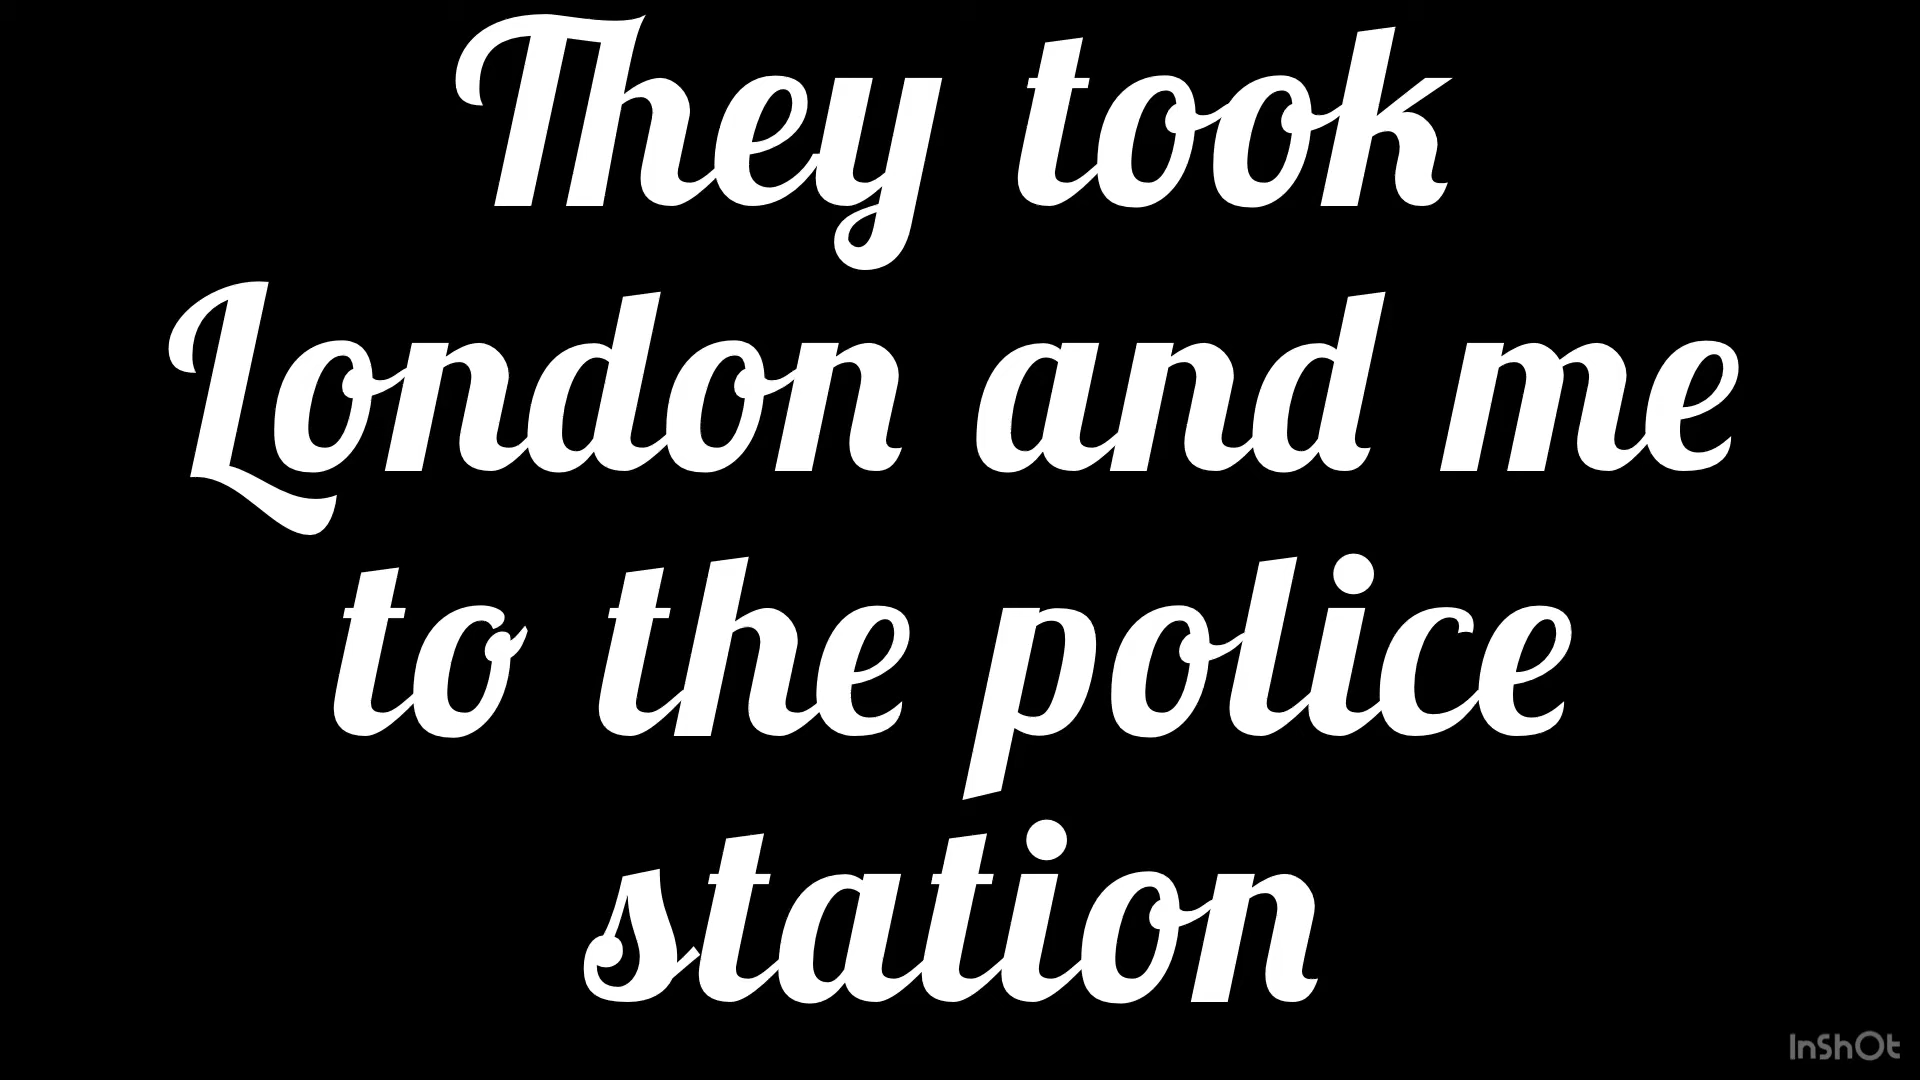 They took
London and me
to the police
station
InShOt